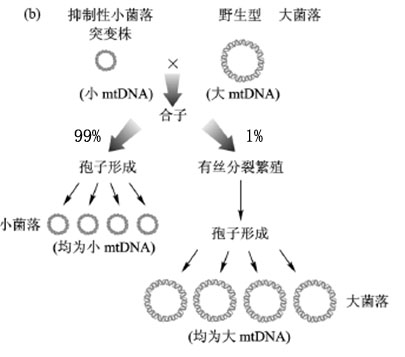 (b) 抑制性小菌落 野生型 大菌落
突变株
×
(小 mtDNA) (大 mtDNA)
合子
99% 1%
孢子形成 有丝分裂繁殖
小菌落
(均为小 mtDNA)
孢子形成
大菌落
(均为大 mtDNA)